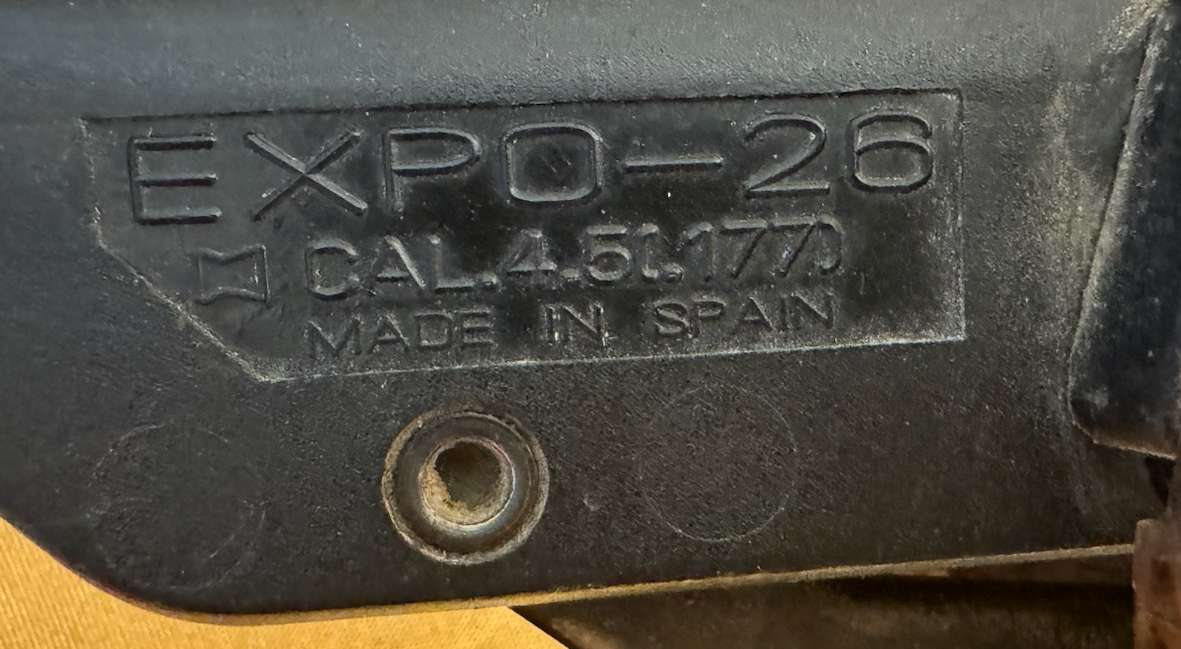 EXPO-26
CAL.4.5(.177)
MADE IN SPAIN